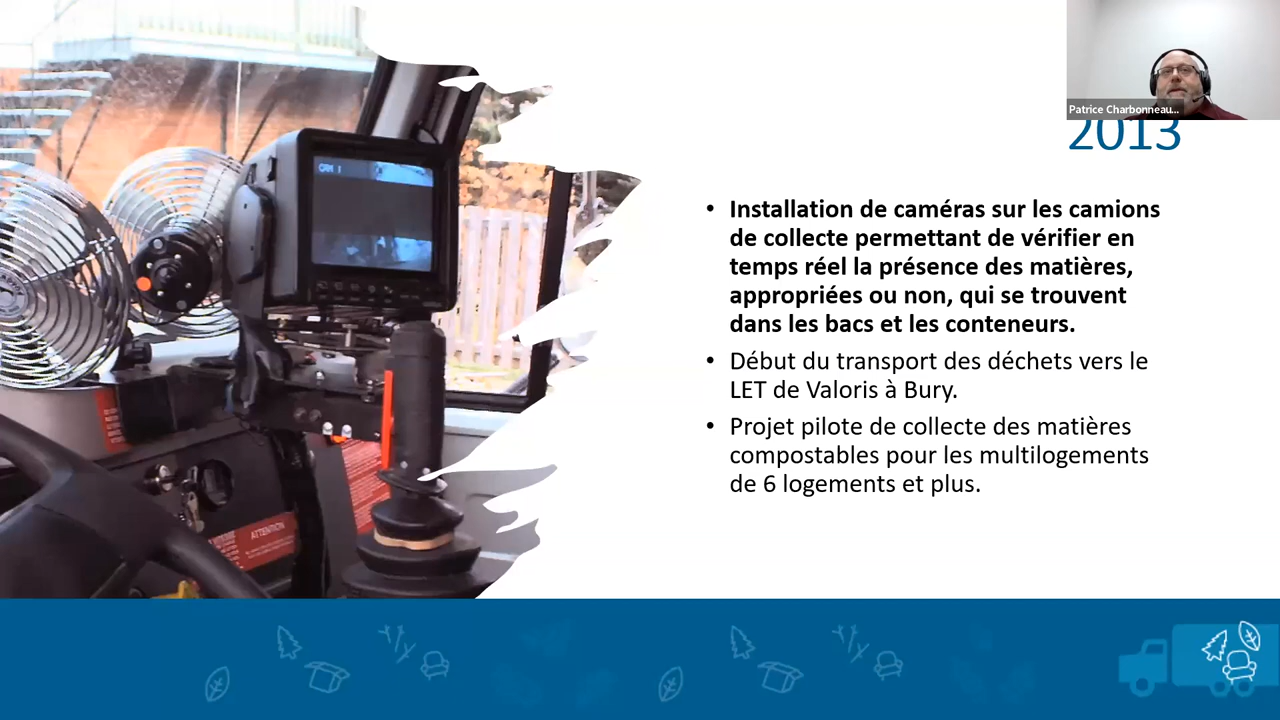 Patrice Charbonneau...
2013
• Installation de caméras sur les camions
de collecte permettant de vérifier en
temps réel la présence des matières,
appropriées ou non, qui se trouvent
dans les bacs et les conteneurs.
• Début du transport des déchets vers le
LET de Valoris à Bury.
• Projet pilote de collecte des matières
compostables pour les multilogements
de 6 logements et plus.
CAM 1
ATTENTION